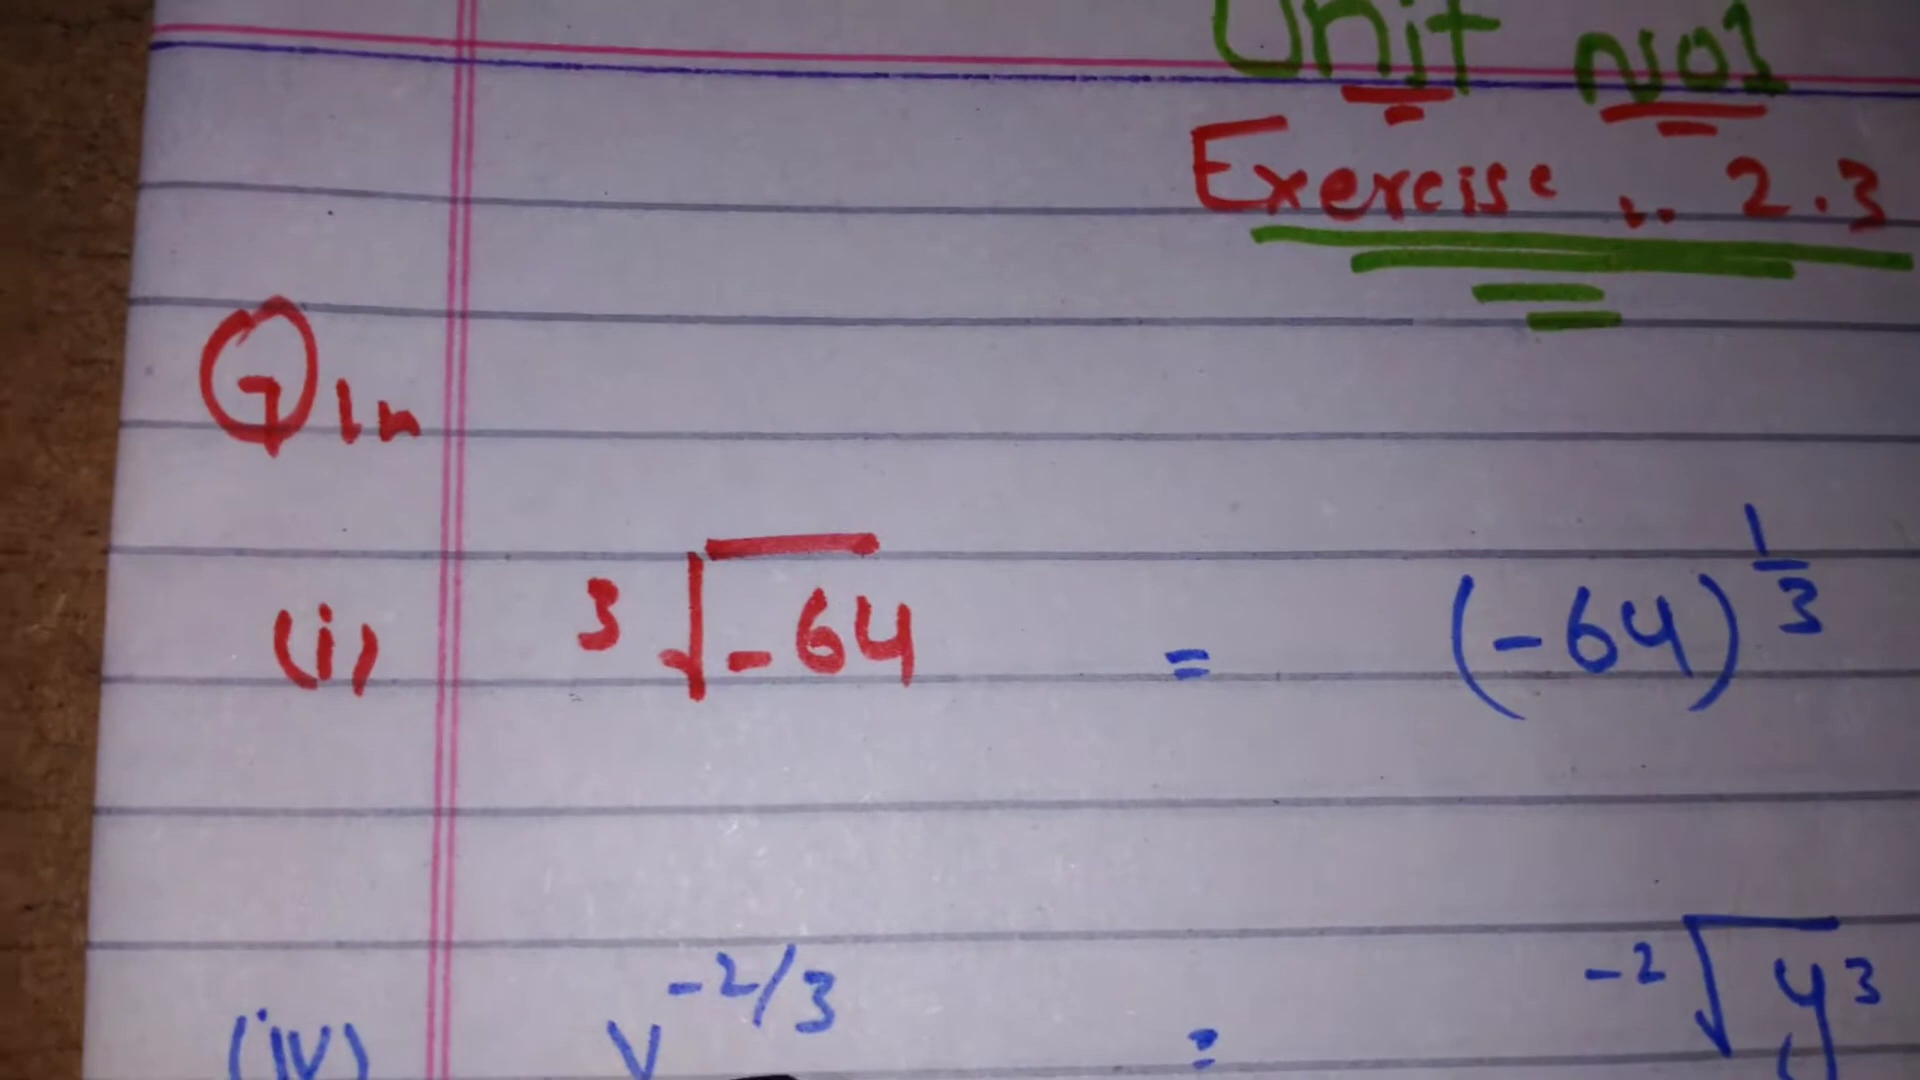 Unit no1
Exercise .. 2.3
Q1
(i) ³√-64 = (-64)^1/3
(iv) y^-2/3 = ⁻²√y³